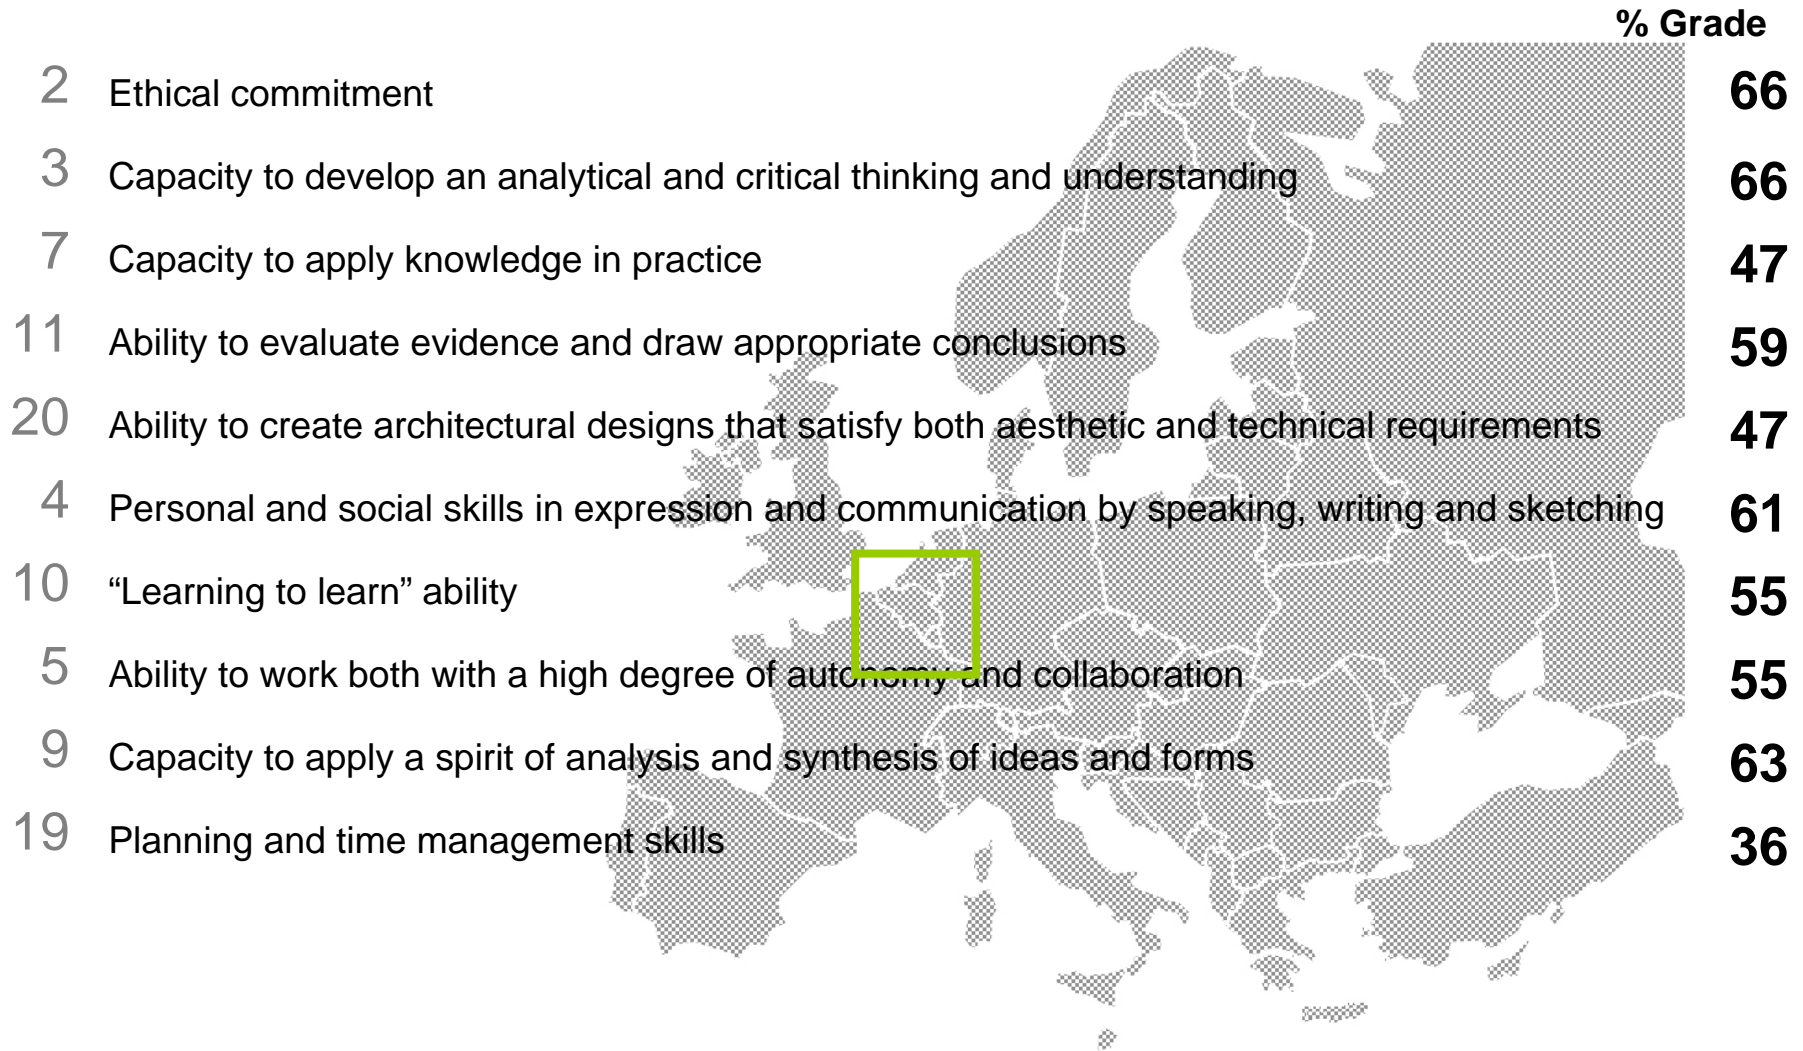 % Grade
2 Ethical commitment 66
3 Capacity to develop an analytical and critical thinking and understanding 66
7 Capacity to apply knowledge in practice 47
11 Ability to evaluate evidence and draw appropriate conclusions 59
20 Ability to create architectural designs that satisfy both aesthetic and technical requirements 47
4 Personal and social skills in expression and communication by speaking, writing and sketching 61
10 “Learning to learn” ability 55
5 Ability to work both with a high degree of autonomy and collaboration 55
9 Capacity to apply a spirit of analysis and synthesis of ideas and forms 63
19 Planning and time management skills 36